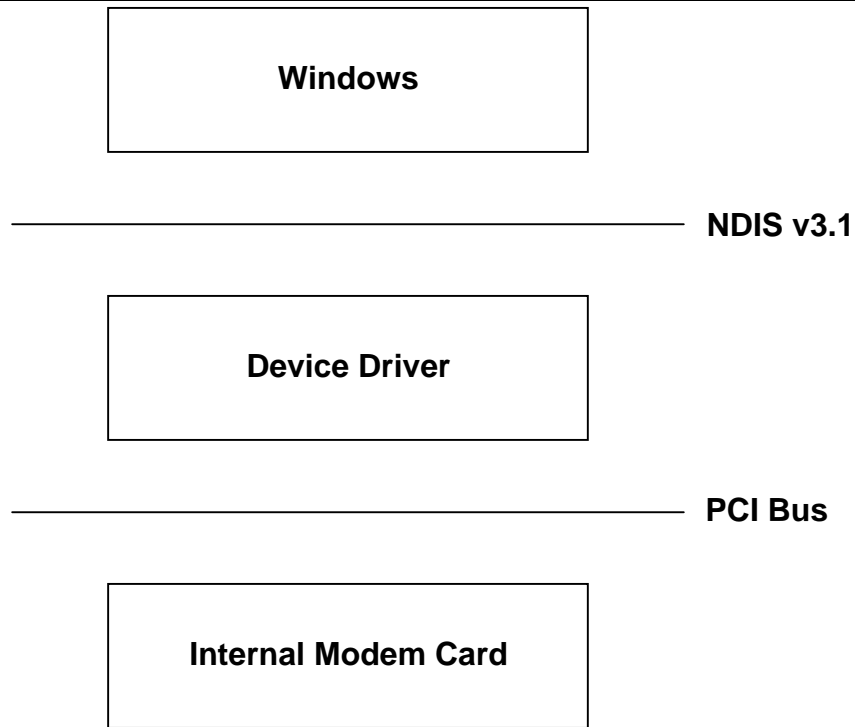 Windows
NDIS v3.1
Device Driver
PCI Bus
Internal Modem Card